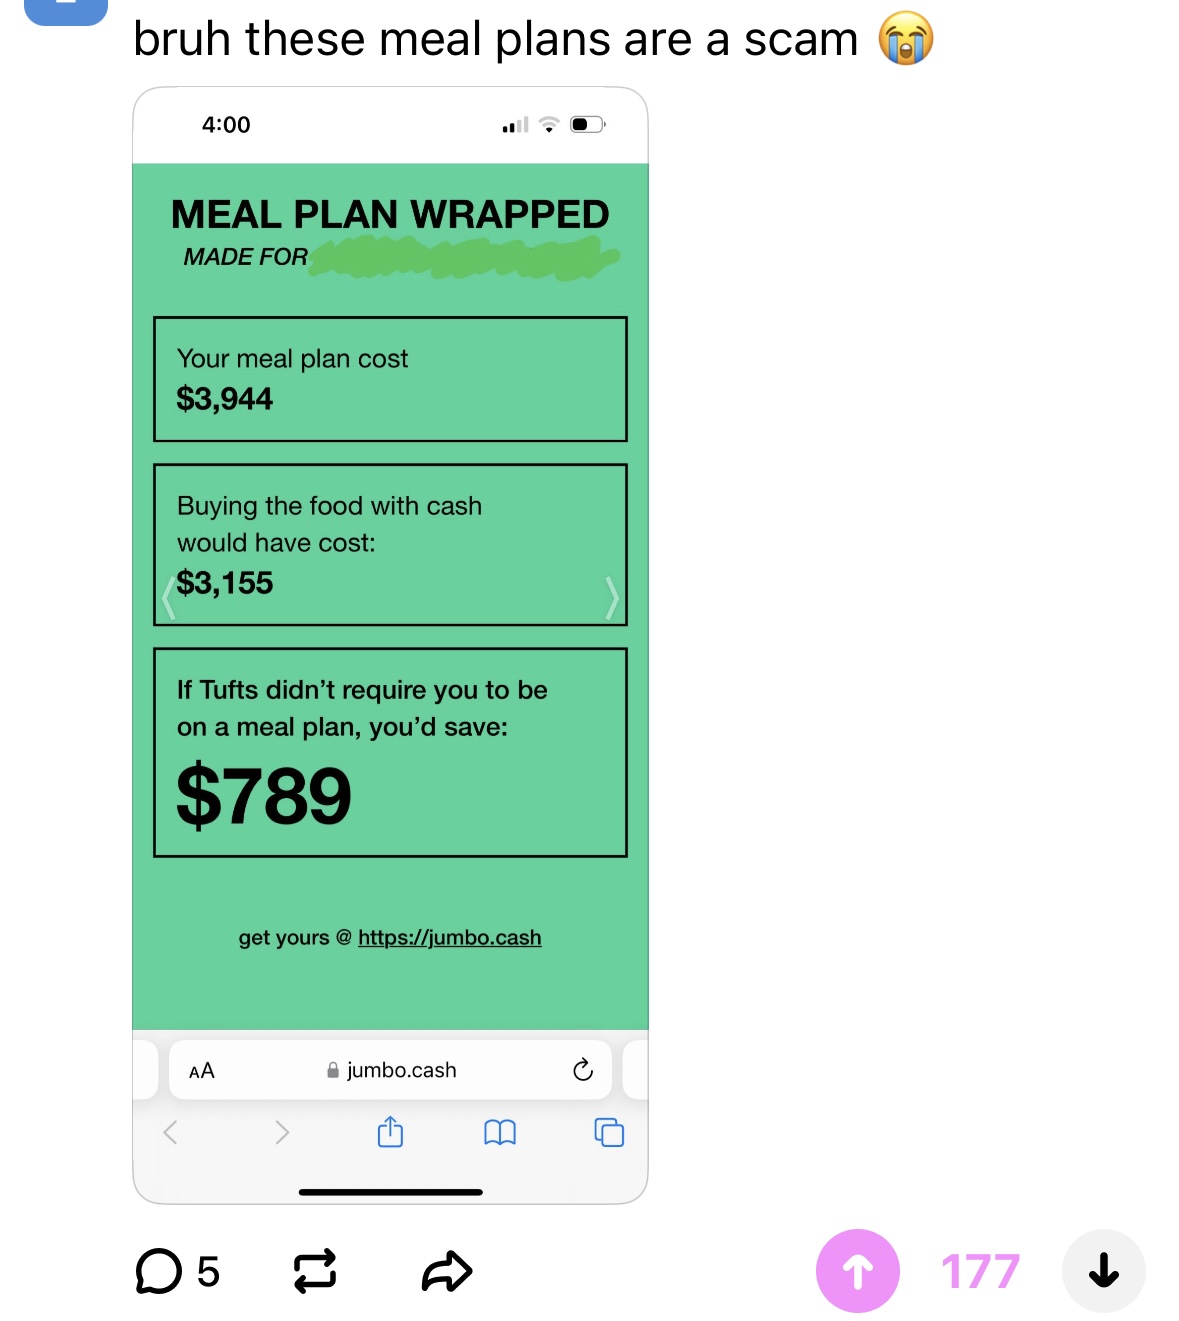 bruh these meal plans are a scam 😭
4:00
MEAL PLAN WRAPPED
MADE FOR
Your meal plan cost
$3,944
Buying the food with cash
would have cost:
$3,155
If Tufts didn’t require you to be
on a meal plan, you’d save:
$789
get yours @ https://jumbo.cash
AA jumbo.cash
5 177